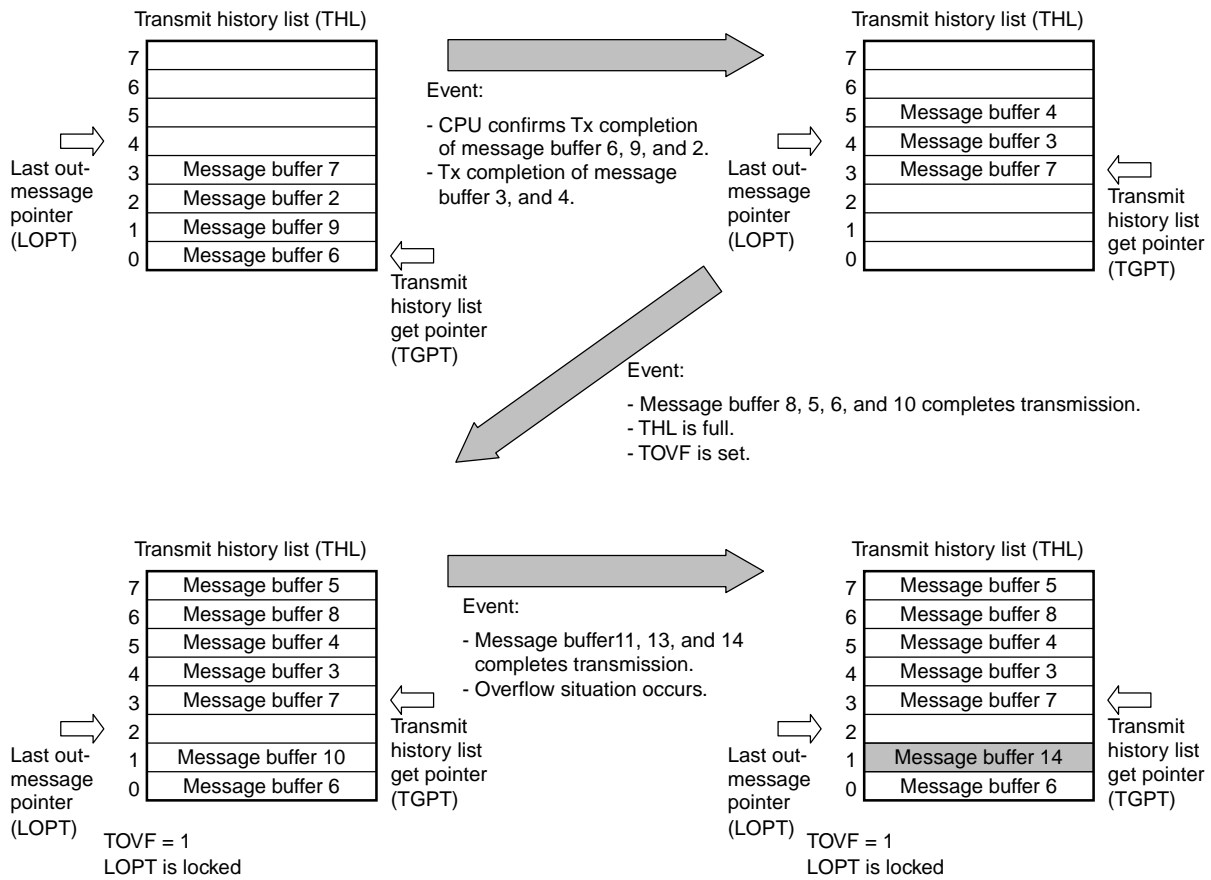 Transmit history list (THL)
7
6
5
4
3 Message buffer 7
2 Message buffer 2
1 Message buffer 9
0 Message buffer 6
Last out-
message
pointer
(LOPT)
Transmit
history list
get pointer
(TGPT)
Event:
- CPU confirms Tx completion
of message buffer 6, 9, and 2.
- Tx completion of message
buffer 3, and 4.
Transmit history list (THL)
7
6
5 Message buffer 4
4 Message buffer 3
3 Message buffer 7
2
1
0
Last out-
message
pointer
(LOPT)
Transmit
history list
get pointer
(TGPT)
Event:
- Message buffer 8, 5, 6, and 10 completes transmission.
- THL is full.
- TOVF is set.
Transmit history list (THL)
7 Message buffer 5
6 Message buffer 8
5 Message buffer 4
4 Message buffer 3
3 Message buffer 7
2
1 Message buffer 10
0 Message buffer 6
Last out-
message
pointer
(LOPT)
Transmit
history list
get pointer
(TGPT)
TOVF = 1
LOPT is locked
Event:
- Message buffer11, 13, and 14
completes transmission.
- Overflow situation occurs.
Transmit history list (THL)
7 Message buffer 5
6 Message buffer 8
5 Message buffer 4
4 Message buffer 3
3 Message buffer 7
2
1 Message buffer 14
0 Message buffer 6
Last out-
message
pointer
(LOPT)
Transmit
history list
get pointer
(TGPT)
TOVF = 1
LOPT is locked